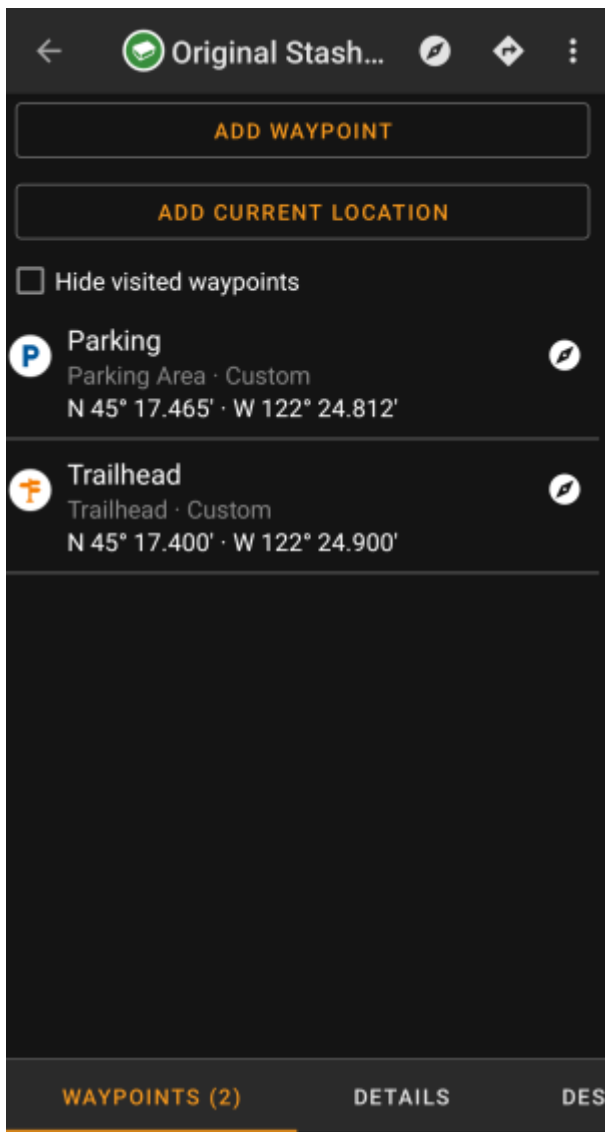 Original Stash...
ADD WAYPOINT
ADD CURRENT LOCATION
Hide visited waypoints
P
Parking
Parking Area · Custom
N 45° 17.465' · W 122° 24.812'
Trailhead
Trailhead · Custom
N 45° 17.400' · W 122° 24.900'
WAYPOINTS (2) DETAILS DES